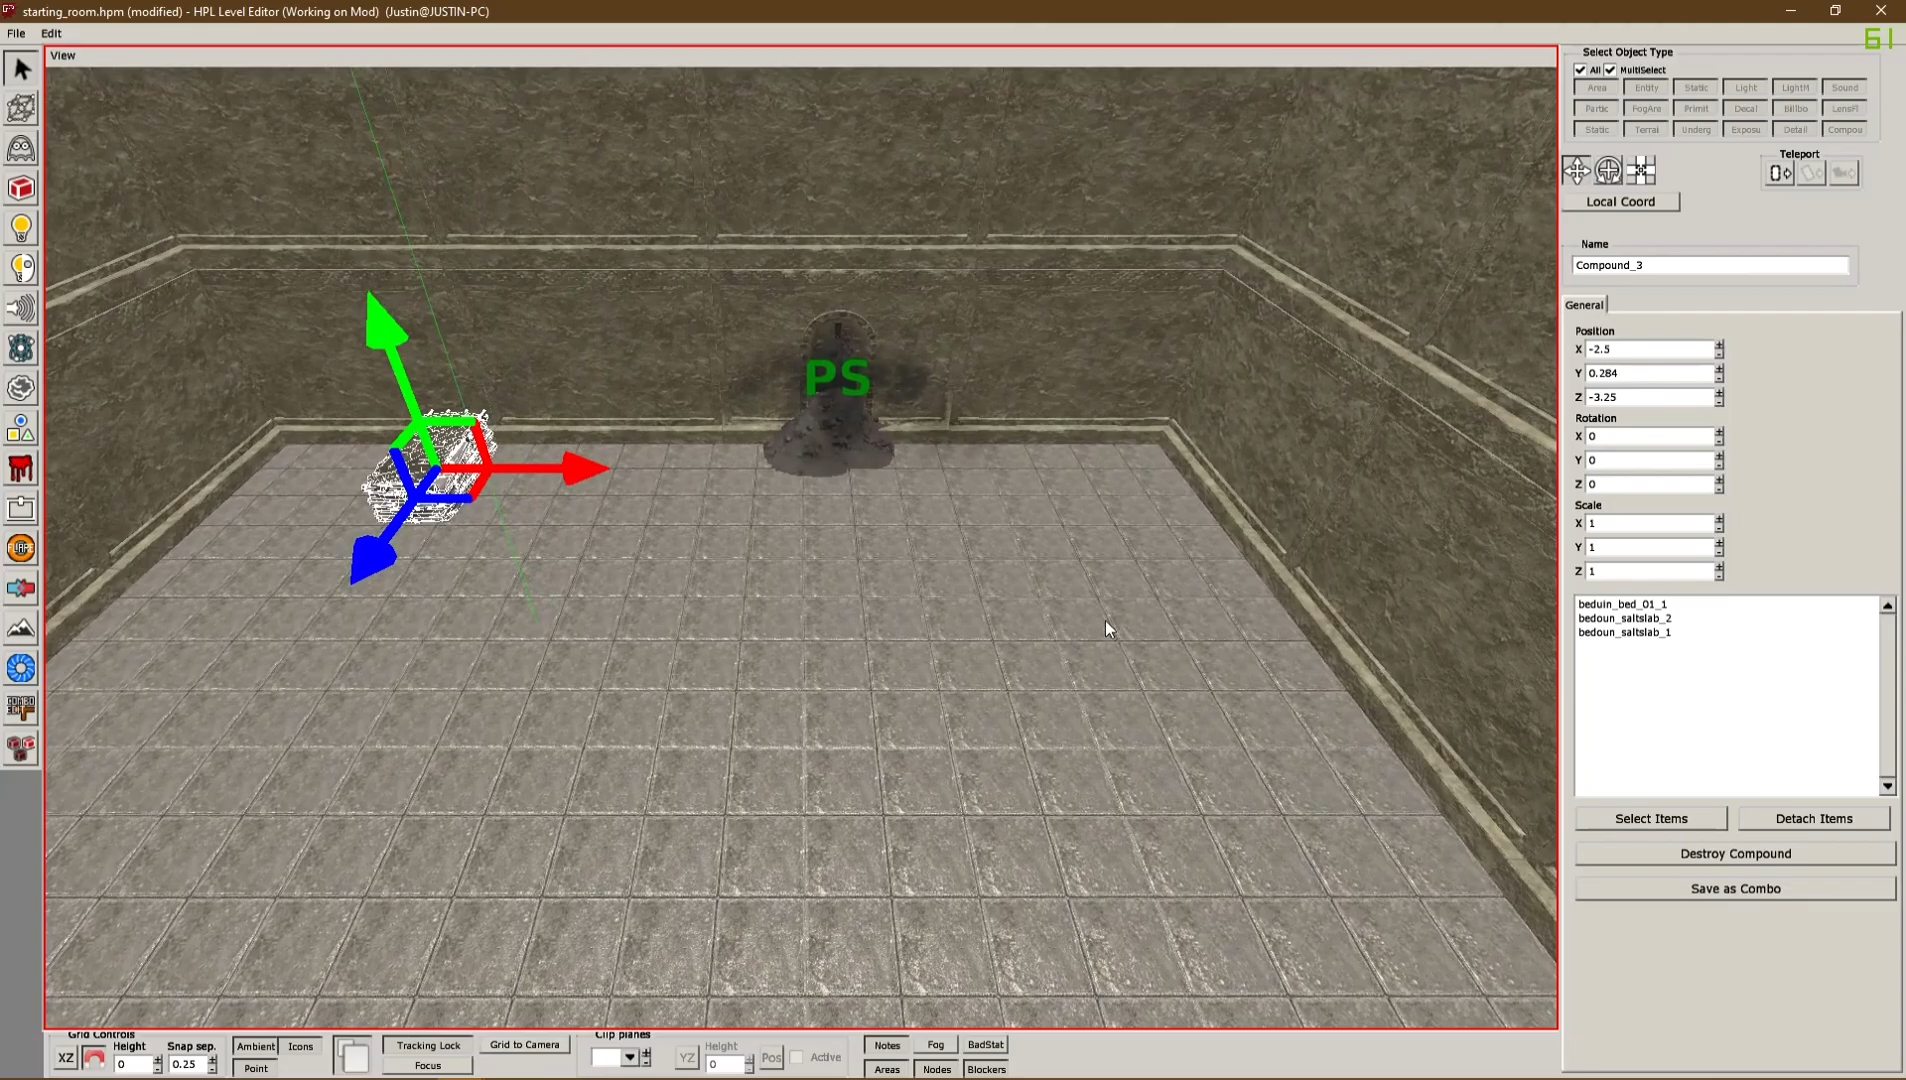 starting_room.hpm (modified) - HPL Level Editor (Working on Mod)  (Justin@JUSTIN-PC)
File Edit
61
View
Select Object Type
All MultiSelect
Area Entity Static Light LightM Sound
Partic FogAre Primit Decal Billbo LensFl
Static Terrai Underg Exposu Detail Compou
Teleport
Local Coord
Name
Compound_3
General
Position
X -2.5
Y 0.284
Z -3.25
Rotation
X 0
Y 0
Z 0
Scale
X 1
Y 1
Z 1
beduin_bed_01_1
bedoun_saltslab_2
bedoun_saltslab_1
Select Items Detach Items
Destroy Compound
Save as Combo
PS
FLARE
COMBO
Grid Controls
XZ Height 0 Snap sep. 0.25
Ambient Icons
Point
Tracking Lock
Focus
Grid to Camera
Clip planes
YZ Height 0 Pos Active
Notes Fog BadStat
Areas Nodes Blockers